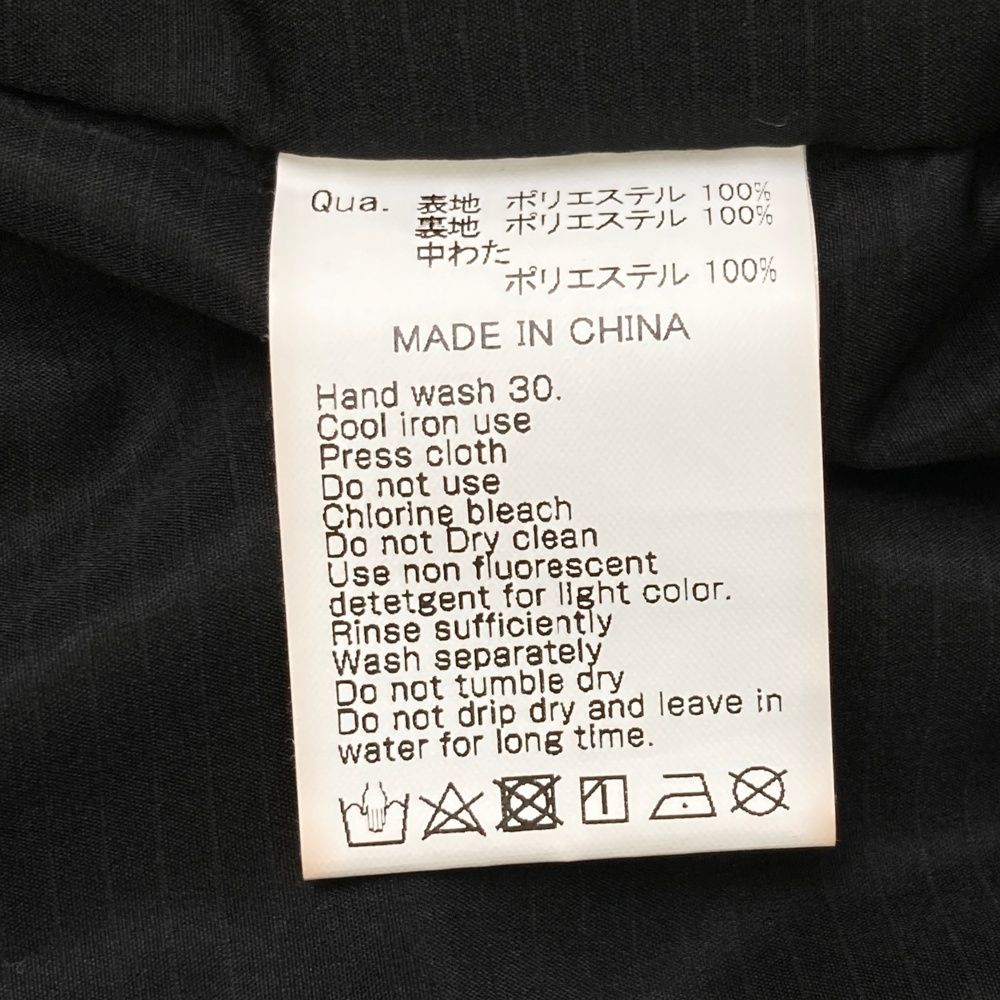 Qua. 表地 ポリエステル 100%
裏地 ポリエステル 100%
中わた
ポリエステル 100%
MADE IN CHINA
Hand wash 30.
Cool iron use
Press cloth
Do not use
Chlorine bleach
Do not Dry clean
Use non fluorescent
detetgent for light color.
Rinse sufficiently
Wash separately
Do not tumble dry
Do not drip dry and leave in
water for long time.